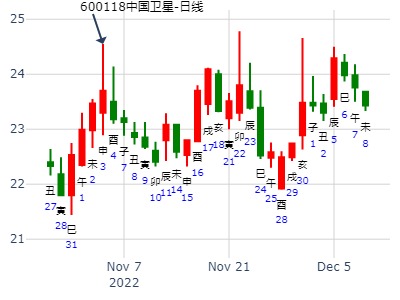 600118中国卫星-日线
25
24
23
22
21
丑
27
寅
28
巳
31
午
1
未
2
申
3
酉
4
子
7
丑
8
寅
9
卯
10
辰
11
未
14
申
15
酉
16
戌
17
亥
18
寅
21
卯
22
辰
23
巳
24
午
25
酉
28
戌
29
亥
30
子
1
丑
2
辰
5
巳
6
午
7
未
8
Nov 7
2022
Nov 21
Dec 5